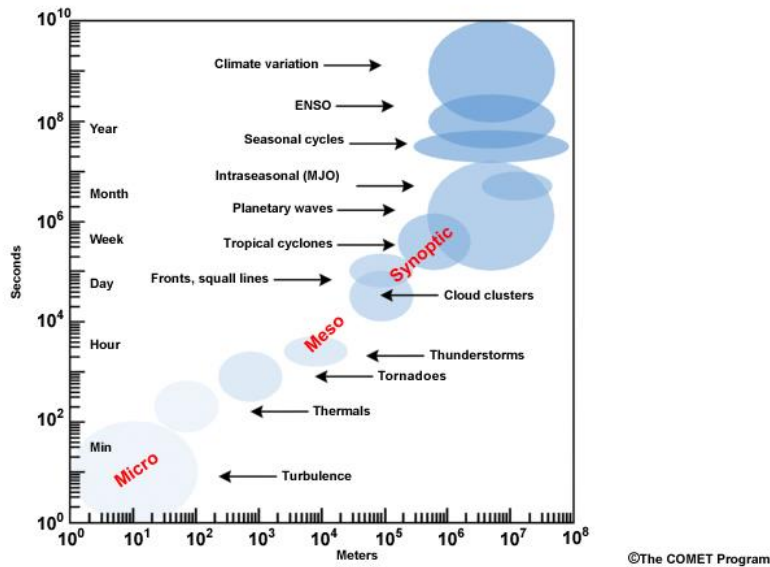 10^10
Climate variation
ENSO
10^8
Year
Seasonal cycles
Intraseasonal (MJO)
Month
Planetary waves
10^6
Week
Tropical cyclones
Synoptic
Seconds
Day
Fronts, squall lines
Cloud clusters
10^4
Meso
Hour
Thunderstorms
Tornadoes
Thermals
10^2
Min
Micro
Turbulence
10^0
10^0 10^1 10^2 10^3 10^4 10^5 10^6 10^7 10^8
Meters
©The COMET Program